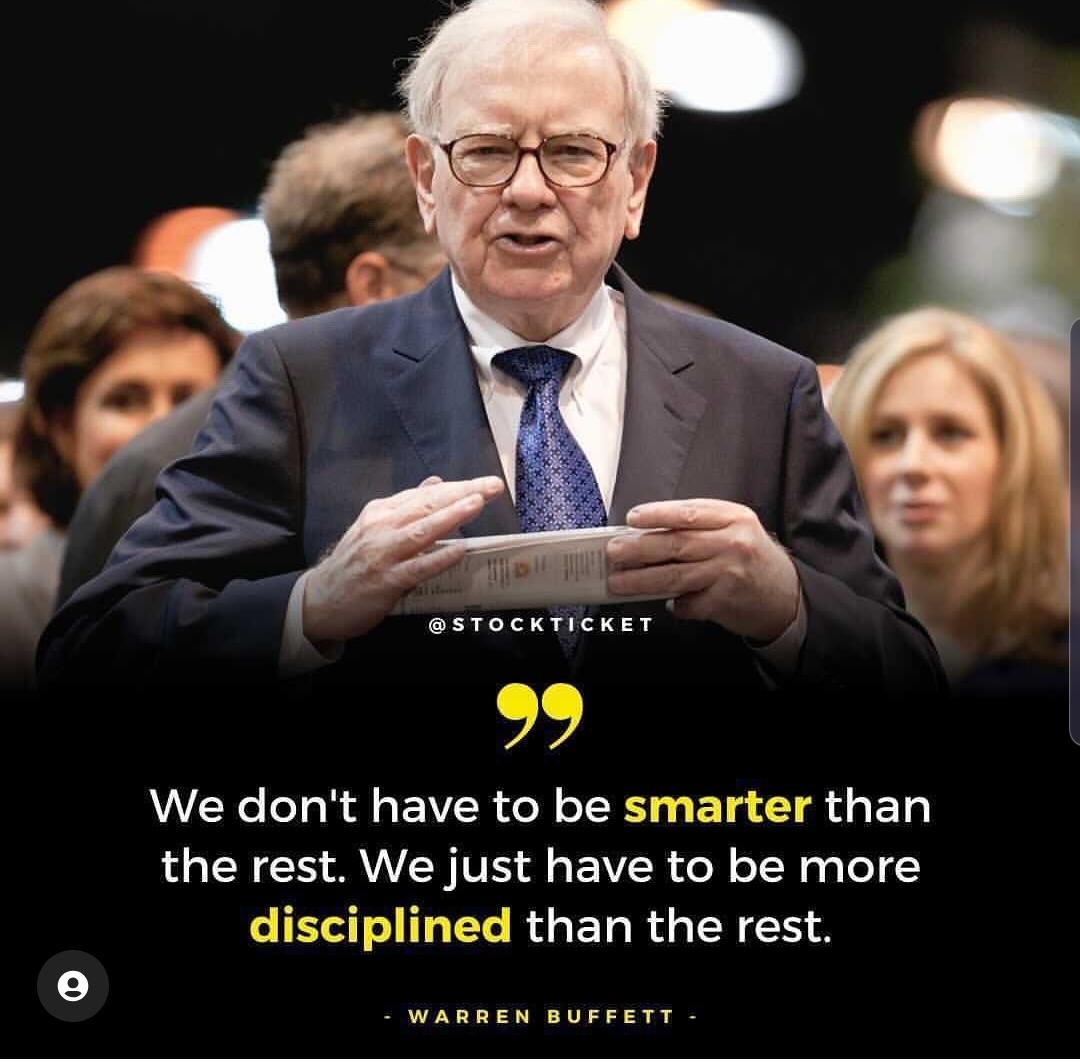 @STOCKTICKET
”
We don't have to be smarter than
the rest. We just have to be more
disciplined than the rest.
- WARREN BUFFETT -